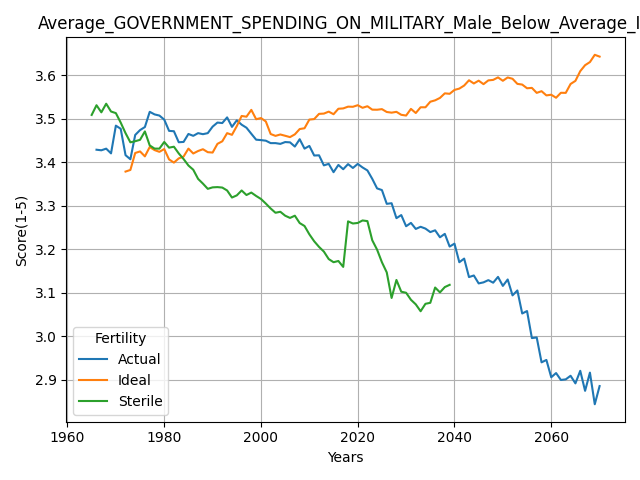 Average_GOVERNMENT_SPENDING_ON_MILITARY_Male_Below_Average_I
3.6
3.5
3.4
3.3
3.2
3.1
3.0
2.9
Score(1-5)
Fertility
Actual
Ideal
Sterile
1960 1980 2000 2020 2040 2060
Years